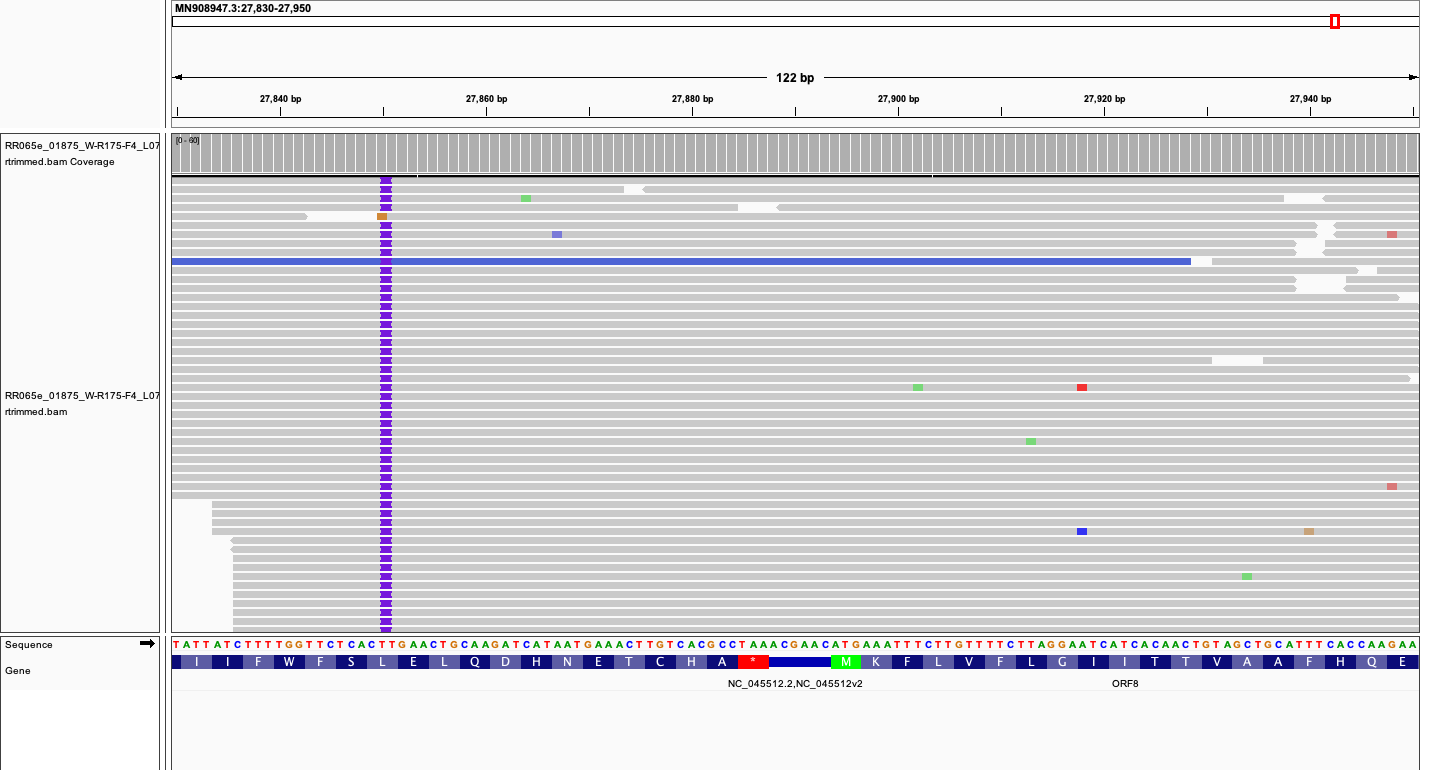 MN908947.3:27,830-27,950
122 bp
27,840 bp 27,860 bp 27,880 bp 27,900 bp 27,920 bp 27,940 bp
[0 - 60]
RR065e_01875_W-R175-F4_L07
rtrimmed.bam Coverage
RR065e_01875_W-R175-F4_L07
rtrimmed.bam
Sequence TATTATCTTTTGGTTCTCACTTGAACTGCAAGATCATAATGAAACTTGTCACGCCTAAACGAACATGAAATTTCTTGTTTTCTTAGGAATCATCACAACTGTAGCTGCATTTCACCAAGAA
Gene I I F W F S L E L Q D H N E T C H A * M K F L V F L G I I T T V A A F H Q E
NC_045512.2,NC_045512v2 ORF8